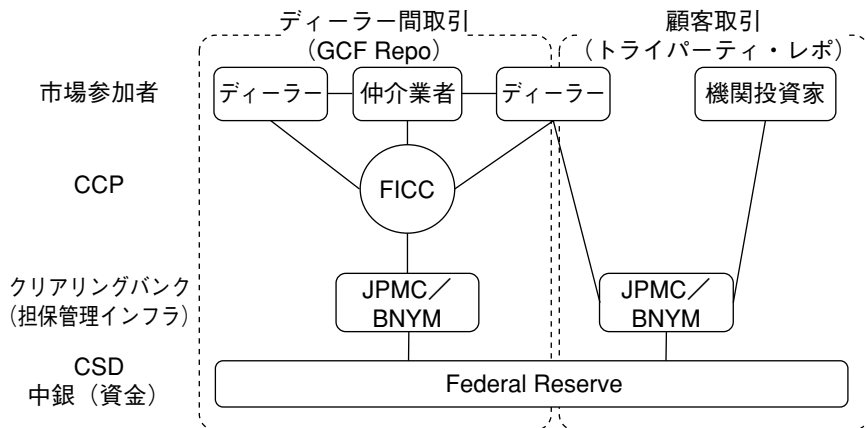 ディーラー間取引
（GCF Repo）
顧客取引
（トライパーティ・レポ）
市場参加者
ディーラー
仲介業者
ディーラー
機関投資家
CCP
FICC
クリアリングバンク
（担保管理インフラ）
JPMC／
BNYM
JPMC／
BNYM
CSD
中銀（資金）
Federal Reserve